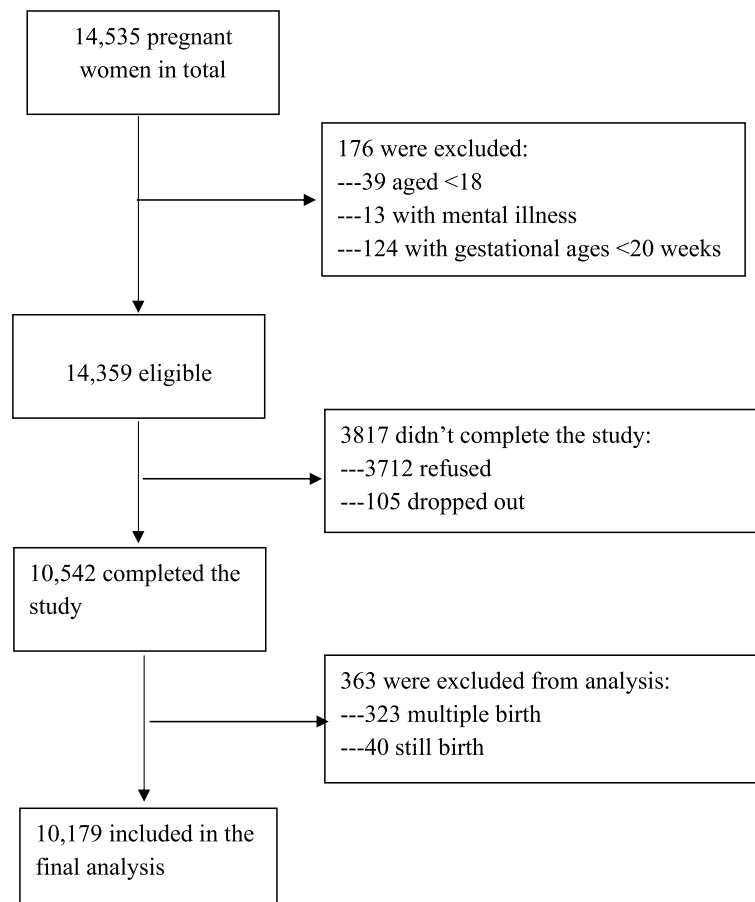 14,535 pregnant
women in total
176 were excluded:
---39 aged <18
---13 with mental illness
---124 with gestational ages <20 weeks
14,359 eligible
3817 didn’t complete the study:
---3712 refused
---105 dropped out
10,542 completed the
study
363 were excluded from analysis:
---323 multiple birth
---40 still birth
10,179 included in the
final analysis